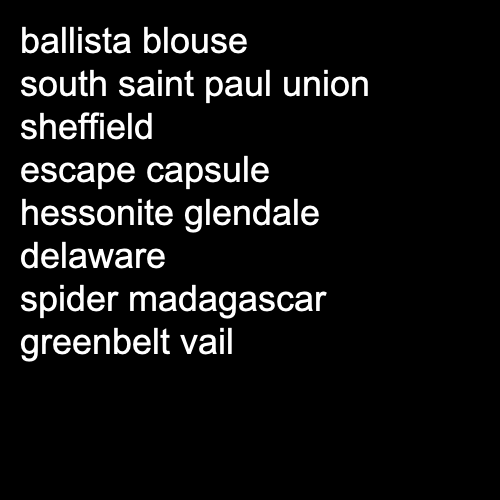 ballista blouse
south saint paul union
sheffield
escape capsule
hessonite glendale
delaware
spider madagascar
greenbelt vail